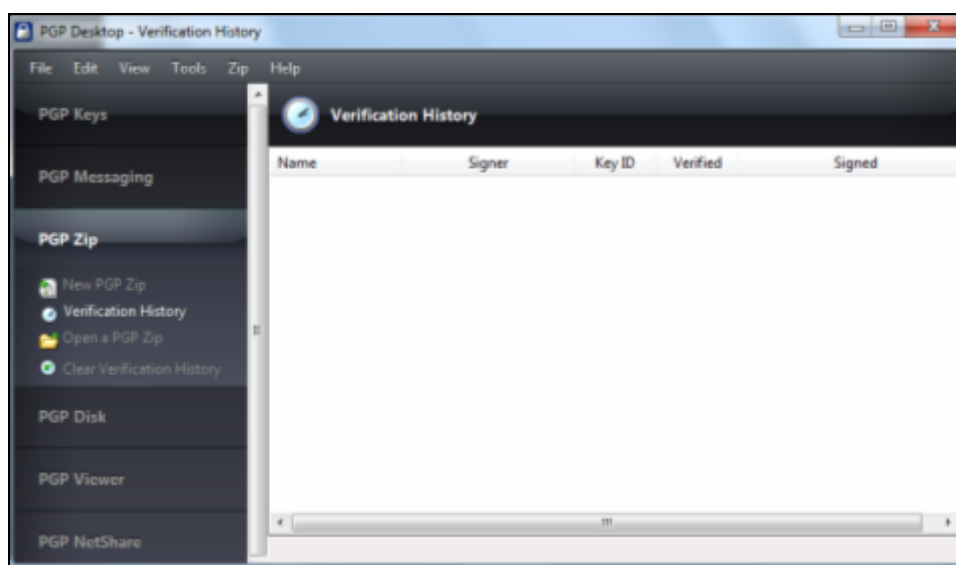 PGP Desktop - Verification History
File Edit View Tools Zip Help
PGP Keys
Verification History
Name Signer Key ID Verified Signed
PGP Messaging
PGP Zip
New PGP Zip
Verification History
Open a PGP Zip
Clear Verification History
PGP Disk
PGP Viewer
PGP NetShare